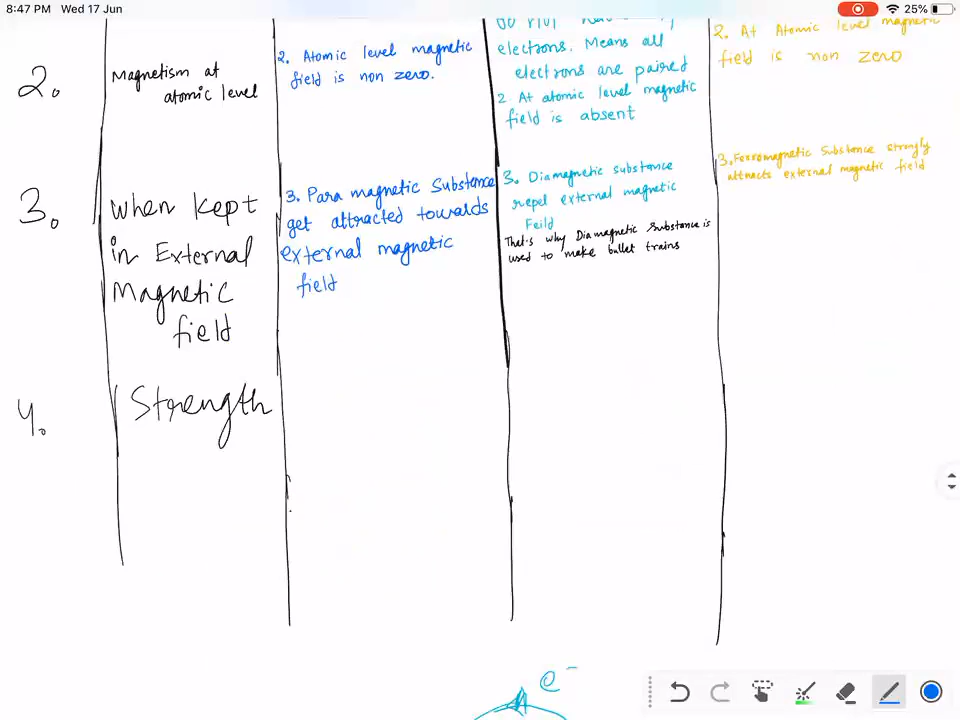 8:47 PM Wed 17 Jun
25%
2.
Magnetism at
atomic level
2. Atomic level magnetic
field is non zero.
electrons. Means all
electrons are paired
2. At atomic level magnetic
field is absent
2. At Atomic level magnetic
field is non zero
3.
When kept
in External
Magnetic
field
3. Para magnetic Substance
get attracted towards
external magnetic
field
3. Diamagnetic substance
repel external magnetic
Feild
That's why Diamagnetic Substance is
used to make bullet trains
3. Ferromagnetic Substance strongly
attracts external magnetic field
4.
Strength
e⁻